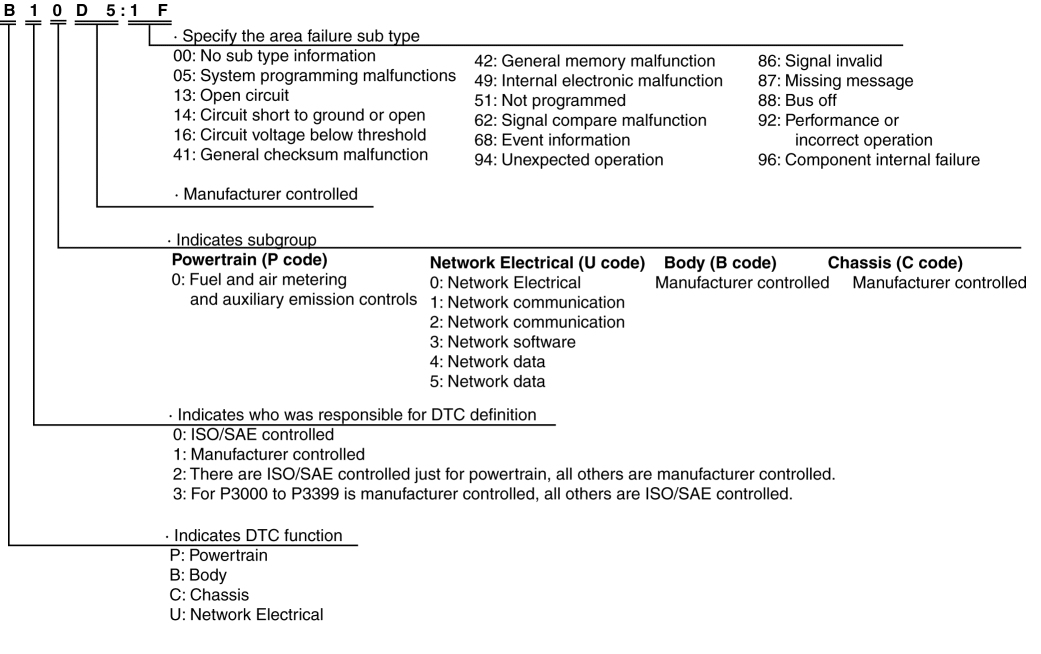 B 1 0 D 5 : 1 F
· Specify the area failure sub type
00: No sub type information
05: System programming malfunctions
13: Open circuit
14: Circuit short to ground or open
16: Circuit voltage below threshold
41: General checksum malfunction
42: General memory malfunction
49: Internal electronic malfunction
51: Not programmed
62: Signal compare malfunction
68: Event information
94: Unexpected operation
86: Signal invalid
87: Missing message
88: Bus off
92: Performance or
incorrect operation
96: Component internal failure
· Manufacturer controlled
· Indicates subgroup
Powertrain (P code)
0: Fuel and air metering
and auxiliary emission controls
Network Electrical (U code)
0: Network Electrical
1: Network communication
2: Network communication
3: Network software
4: Network data
5: Network data
Body (B code)
Manufacturer controlled
Chassis (C code)
Manufacturer controlled
· Indicates who was responsible for DTC definition
0: ISO/SAE controlled
1: Manufacturer controlled
2: There are ISO/SAE controlled just for powertrain, all others are manufacturer controlled.
3: For P3000 to P3399 is manufacturer controlled, all others are ISO/SAE controlled.
· Indicates DTC function
P: Powertrain
B: Body
C: Chassis
U: Network Electrical